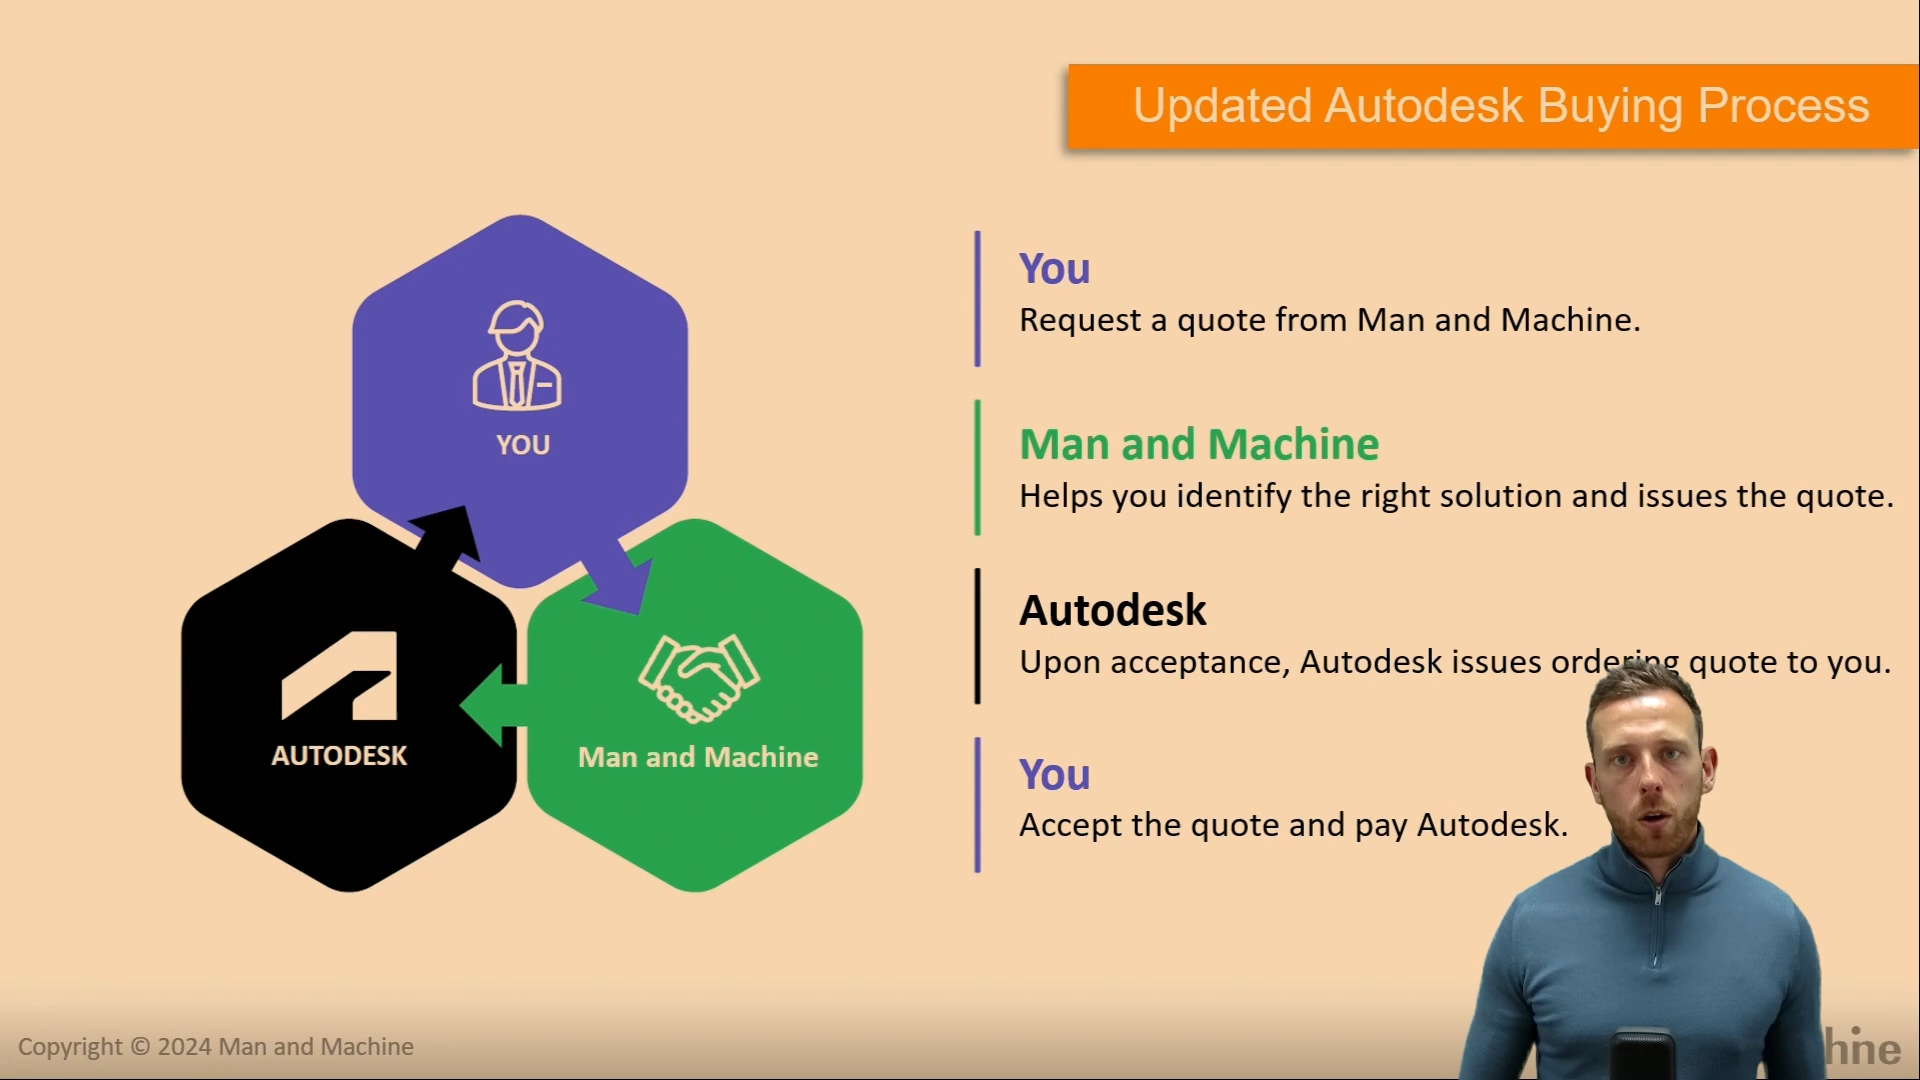 Updated Autodesk Buying Process
YOU
AUTODESK
Man and Machine
You
Request a quote from Man and Machine.
Man and Machine
Helps you identify the right solution and issues the quote.
Autodesk
Upon acceptance, Autodesk issues ordering quote to you.
You
Accept the quote and pay Autodesk.
Copyright © 2024 Man and Machine